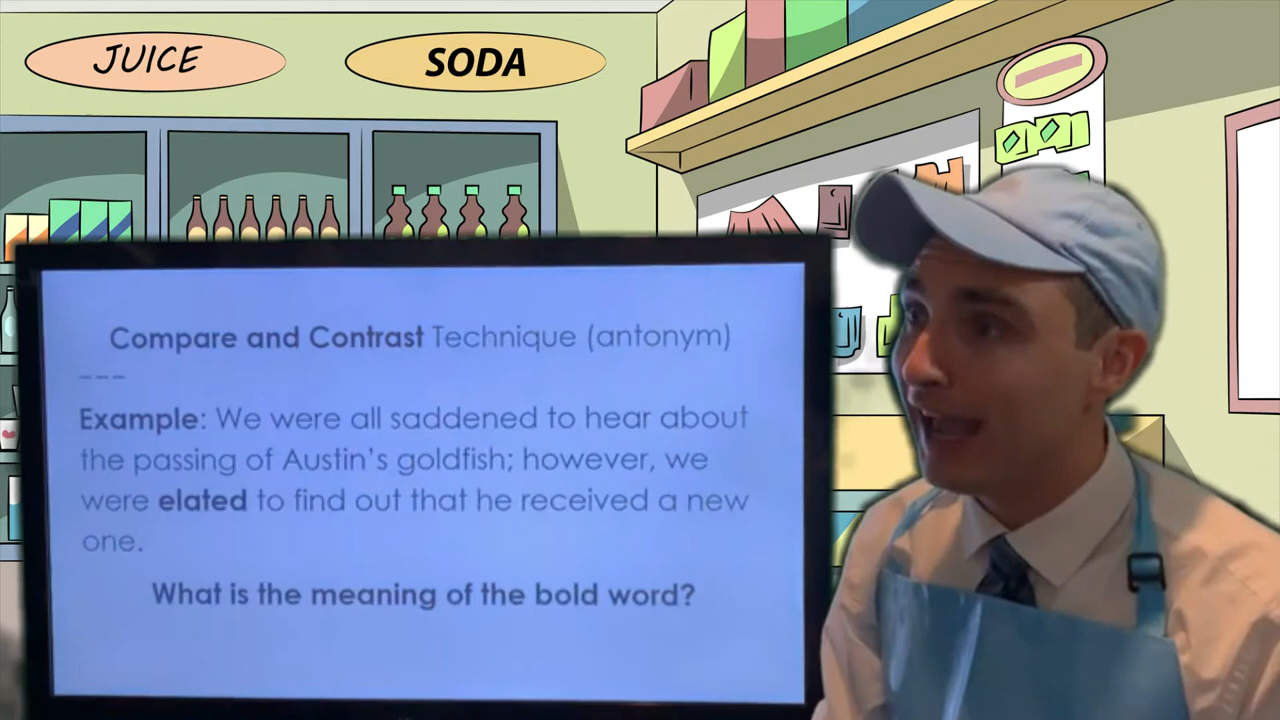 JUICE
SODA
Compare and Contrast Technique (antonym)
---
Example: We were all saddened to hear about
the passing of Austin's goldfish; however, we
were elated to find out that he received a new
one.
What is the meaning of the bold word?